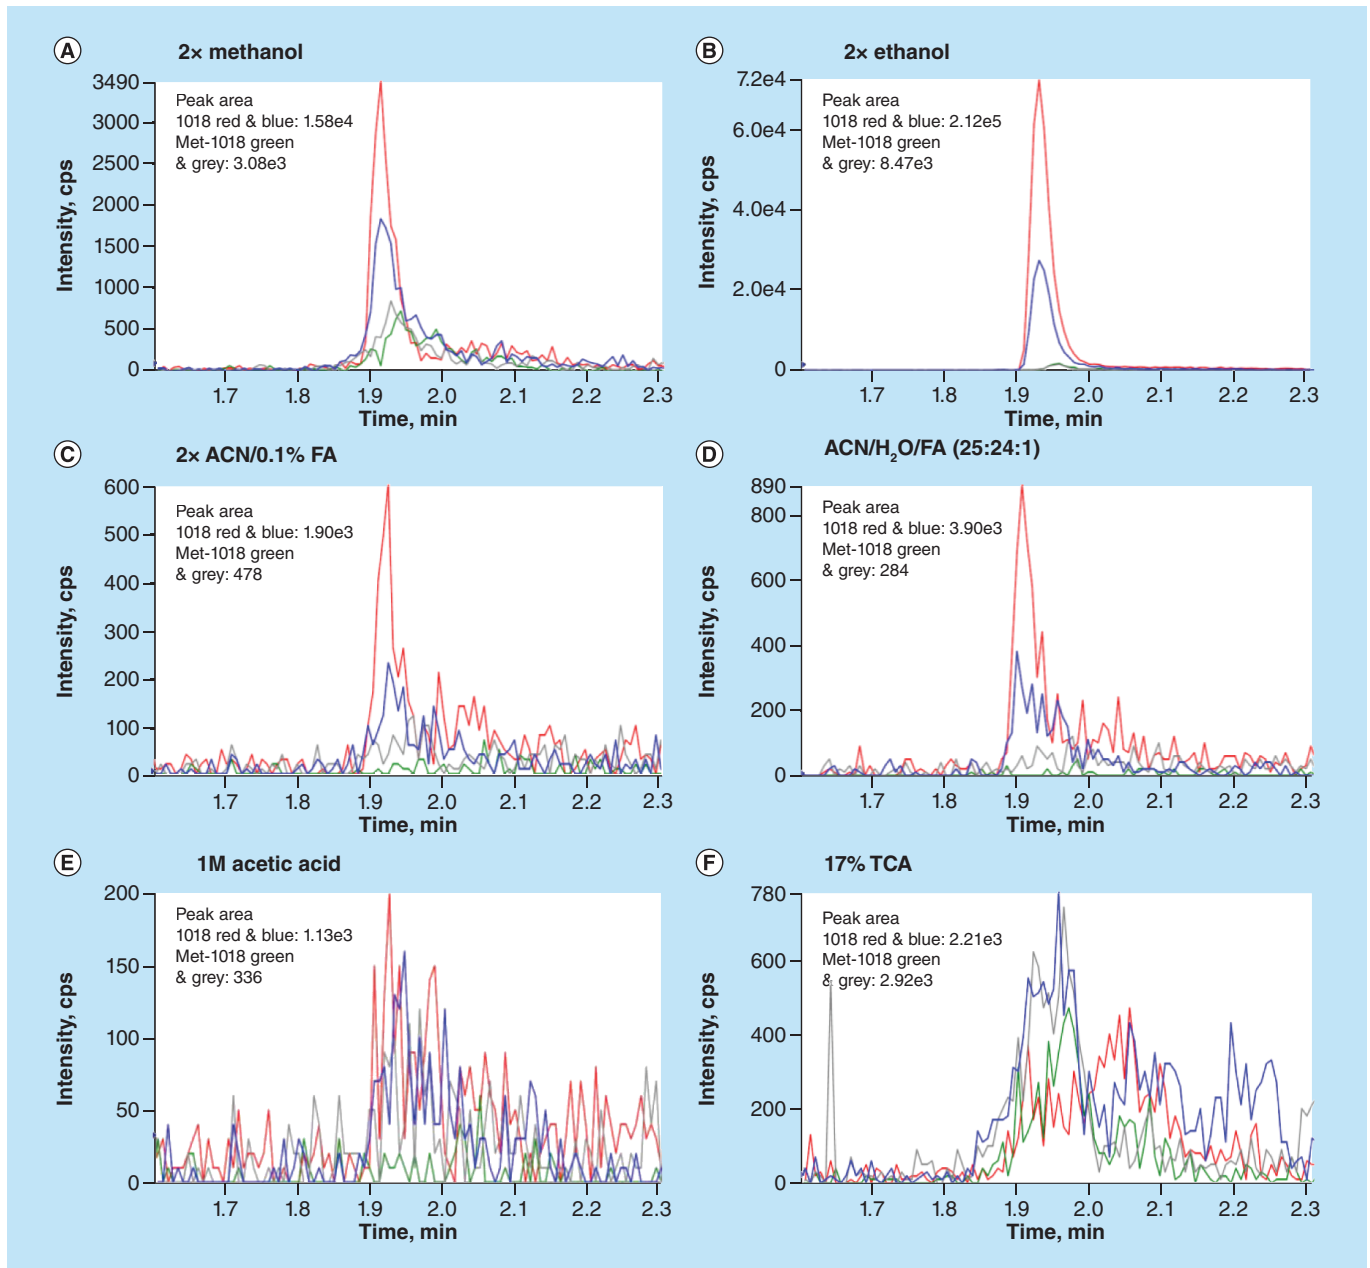 A 2× methanol
3490
3000
2500
2000
1500
1000
500
0
Intensity, cps
Peak area
1018 red & blue: 1.58e4
Met-1018 green
& grey: 3.08e3
1.7 1.8 1.9 2.0 2.1 2.2 2.3
Time, min
B 2× ethanol
7.2e4
6.0e4
4.0e4
2.0e4
0
Intensity, cps
Peak area
1018 red & blue: 2.12e5
Met-1018 green
& grey: 8.47e3
1.7 1.8 1.9 2.0 2.1 2.2 2.3
Time, min
C 2× ACN/0.1% FA
600
500
400
300
200
100
0
Intensity, cps
Peak area
1018 red & blue: 1.90e3
Met-1018 green
& grey: 478
1.7 1.8 1.9 2.0 2.1 2.2 2.3
Time, min
D ACN/H₂O/FA (25:24:1)
890
800
600
400
200
0
Intensity, cps
Peak area
1018 red & blue: 3.90e3
Met-1018 green
& grey: 284
1.7 1.8 1.9 2.0 2.1 2.2 2.3
Time, min
E 1M acetic acid
200
150
100
50
0
Intensity, cps
Peak area
1018 red & blue: 1.13e3
Met-1018 green
& grey: 336
1.7 1.8 1.9 2.0 2.1 2.2 2.3
Time, min
F 17% TCA
780
600
400
200
0
Intensity, cps
Peak area
1018 red & blue: 2.21e3
Met-1018 green
& grey: 2.92e3
1.7 1.8 1.9 2.0 2.1 2.2 2.3
Time, min